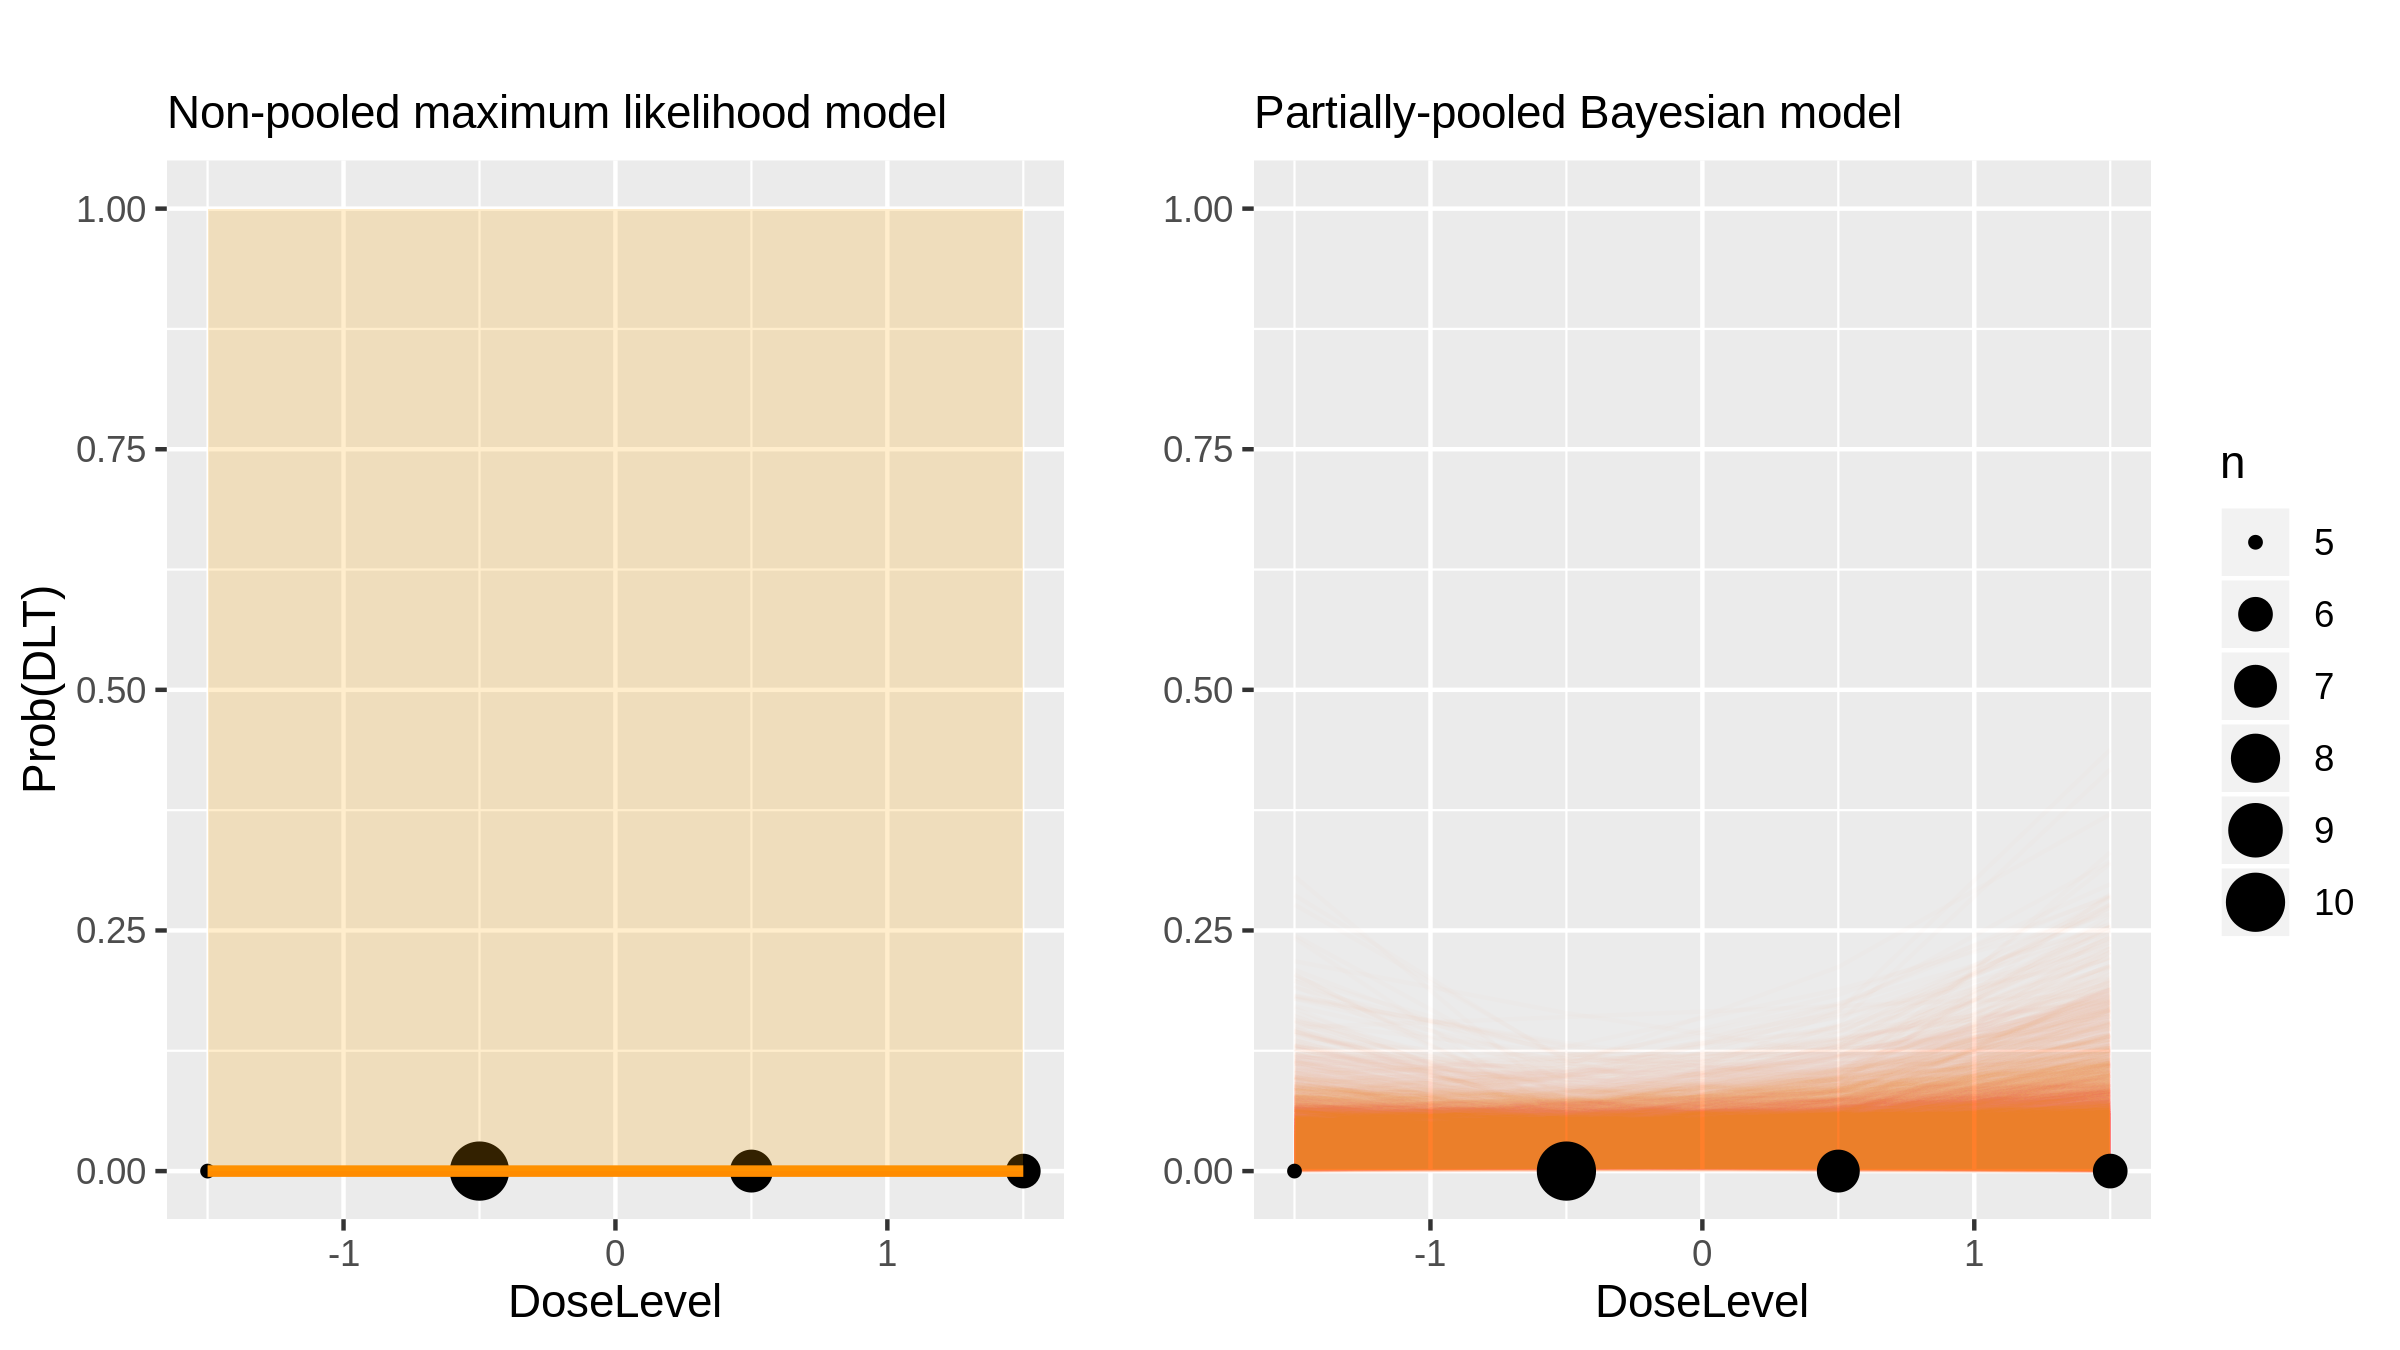 Non-pooled maximum likelihood model
Prob(DLT)
1.00
0.75
0.50
0.25
0.00
-1 0 1
DoseLevel
Partially-pooled Bayesian model
1.00
0.75
0.50
0.25
0.00
-1 0 1
DoseLevel
n
5
6
7
8
9
10